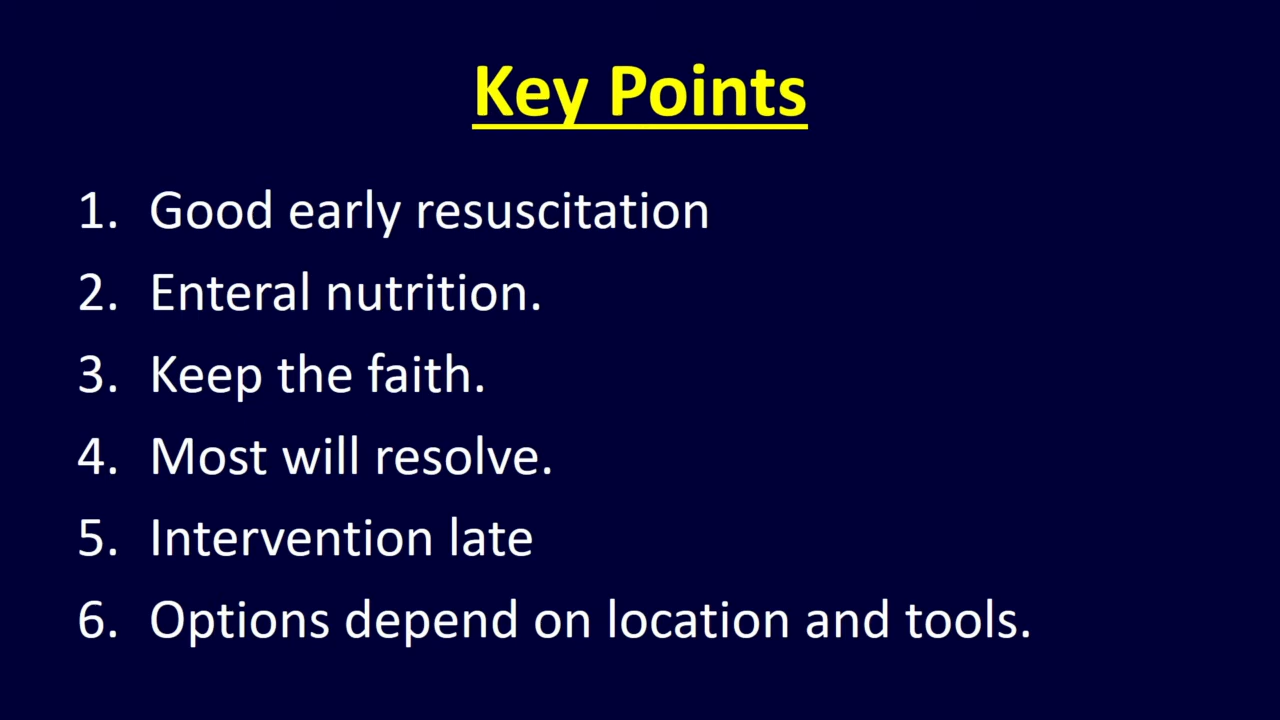 Key Points
1. Good early resuscitation
2. Enteral nutrition.
3. Keep the faith.
4. Most will resolve.
5. Intervention late
6. Options depend on location and tools.